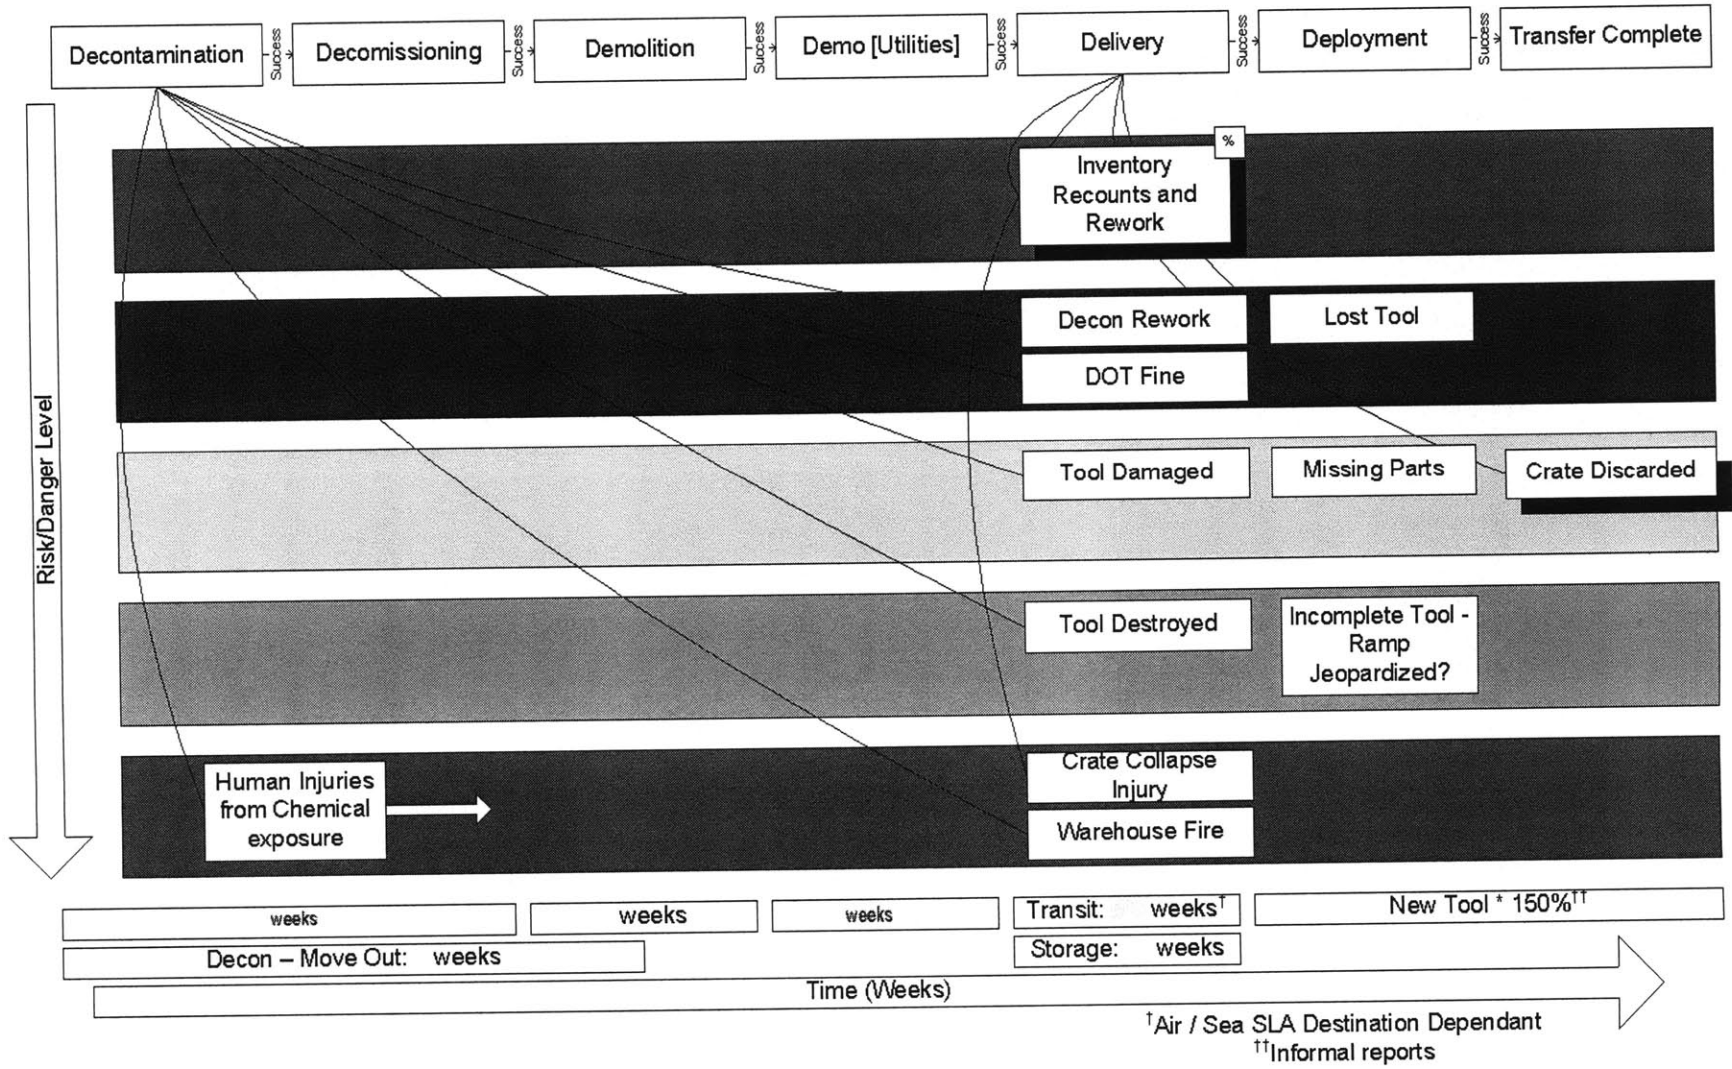 Decontamination
Success
Decomissioning
Success
Demolition
Success
Demo [Utilities]
Success
Delivery
Success
Deployment
Success
Transfer Complete
Risk/Danger Level
%
Inventory
Recounts and
Rework
Decon Rework
Lost Tool
DOT Fine
Tool Damaged
Missing Parts
Crate Discarded
Tool Destroyed
Incomplete Tool -
Ramp
Jeopardized?
Human Injuries
from Chemical
exposure
Crate Collapse
Injury
Warehouse Fire
weeks
weeks
weeks
Transit: weeks†
New Tool * 150%††
Decon – Move Out: weeks
Storage: weeks
Time (Weeks)
†Air / Sea SLA Destination Dependant
††Informal reports